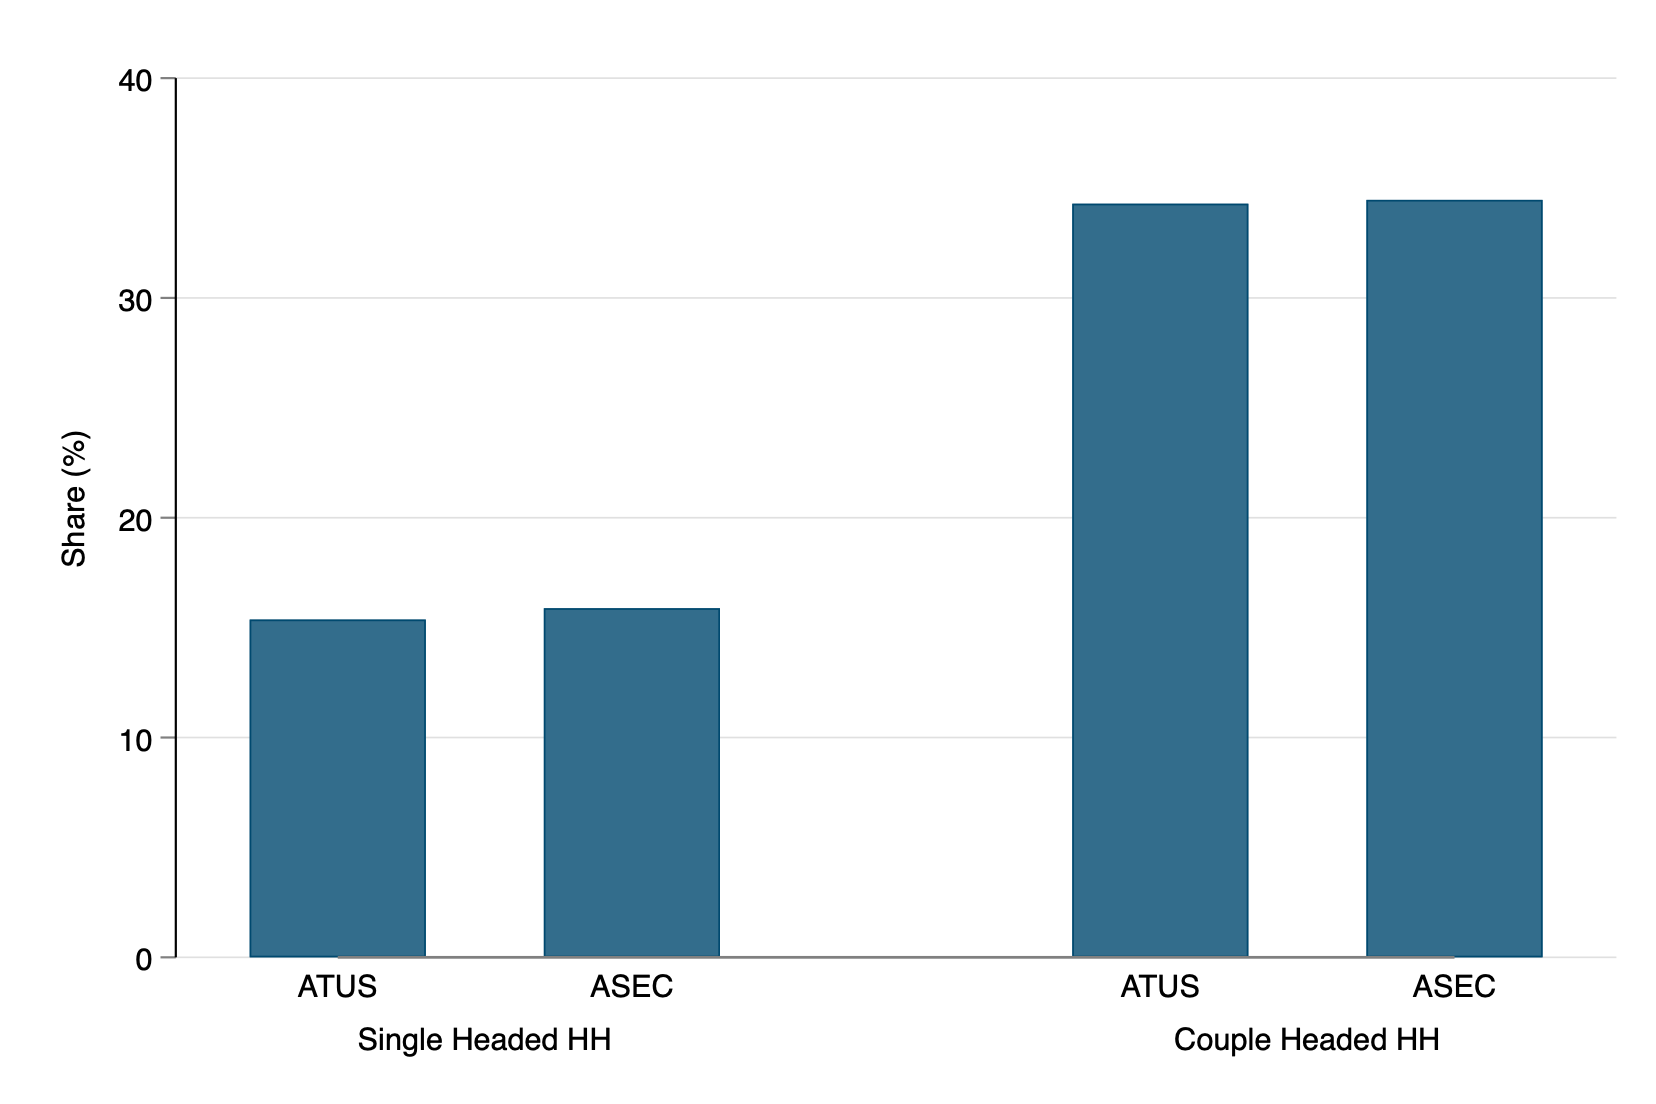 40
30
20
10
0
Share (%)
ATUS
ASEC
ATUS
ASEC
Single Headed HH
Couple Headed HH